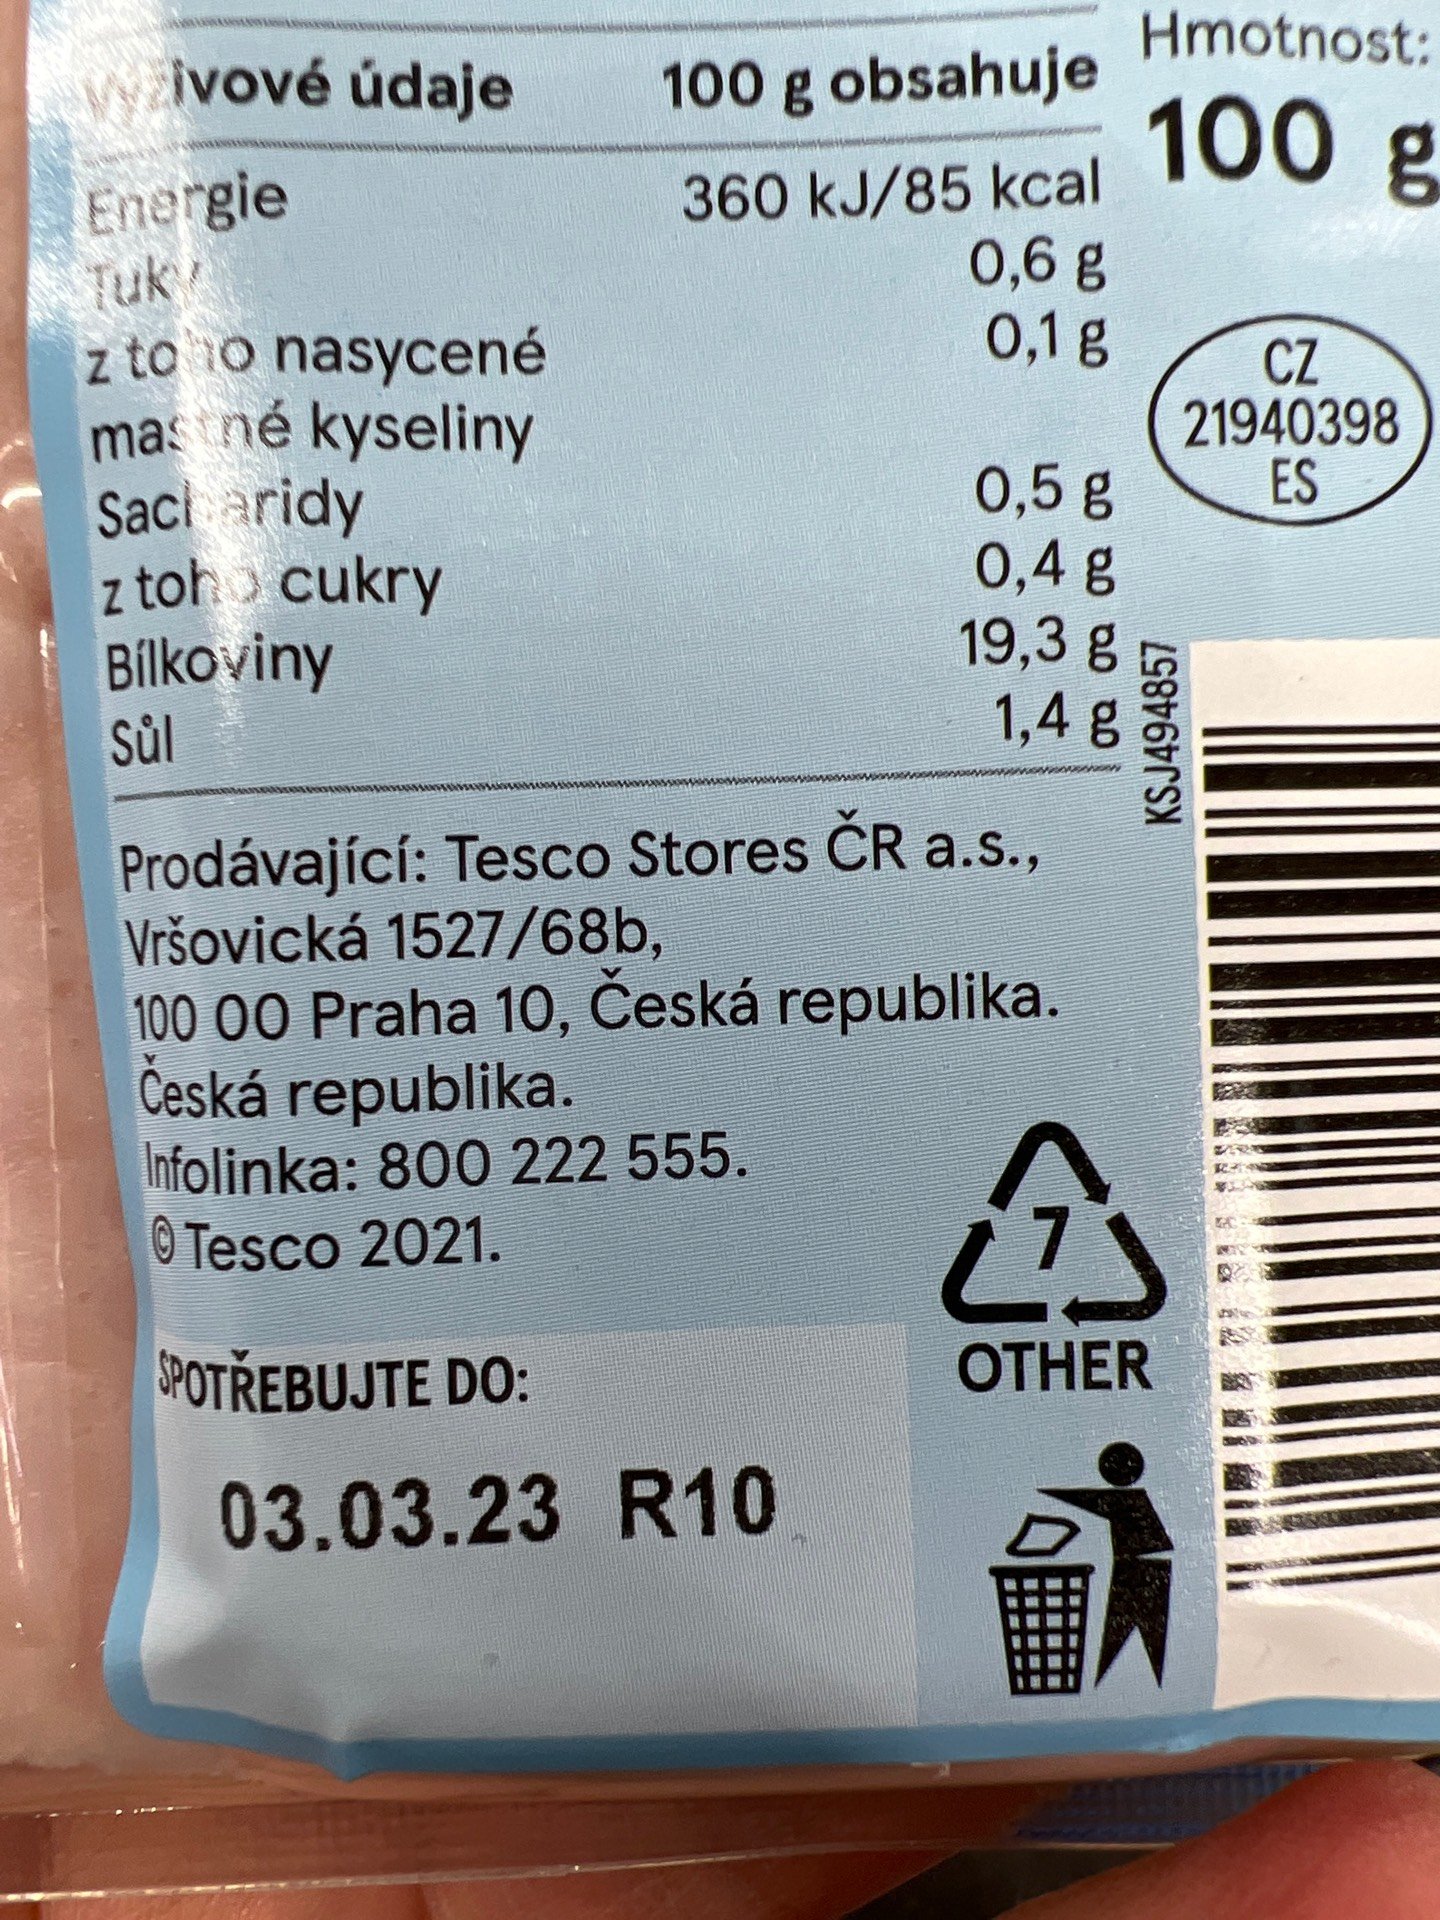 Výživové údaje 100 g obsahuje
Energie 360 kJ/85 kcal
Tuky 0,6 g
z toho nasycené 0,1 g
mastné kyseliny
Sacharidy 0,5 g
z toho cukry 0,4 g
Bílkoviny 19,3 g
Sůl 1,4 g
Hmotnost:
100 g
CZ
21940398
ES
KSJ494857
Prodávající: Tesco Stores ČR a.s.,
Vršovická 1527/68b,
100 00 Praha 10, Česká republika.
Česká republika.
Infolinka: 800 222 555.
© Tesco 2021.
7
OTHER
SPOTŘEBUJTE DO:
03.03.23 R10